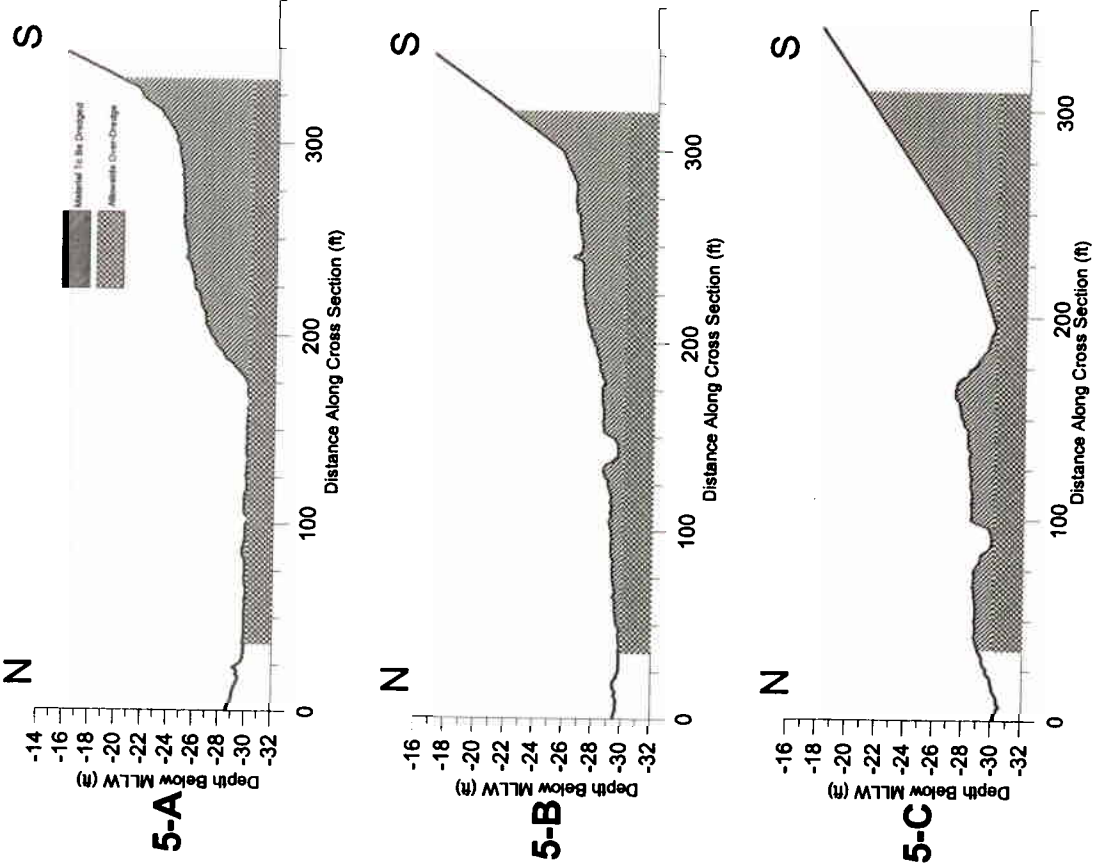 5-A
N
S
Depth Below MLLW (ft)
-14
-16
-18
-20
-22
-24
-26
-28
-30
-32
0
100
200
300
Distance Along Cross Section (ft)
Material To Be Dredged
Allowable Over-Dredge
5-B
N
S
Depth Below MLLW (ft)
-16
-18
-20
-22
-24
-26
-28
-30
-32
0
100
200
300
Distance Along Cross Section (ft)
5-C
N
S
Depth Below MLLW (ft)
-16
-18
-20
-22
-24
-26
-28
-30
-32
0
100
200
300
Distance Along Cross Section (ft)